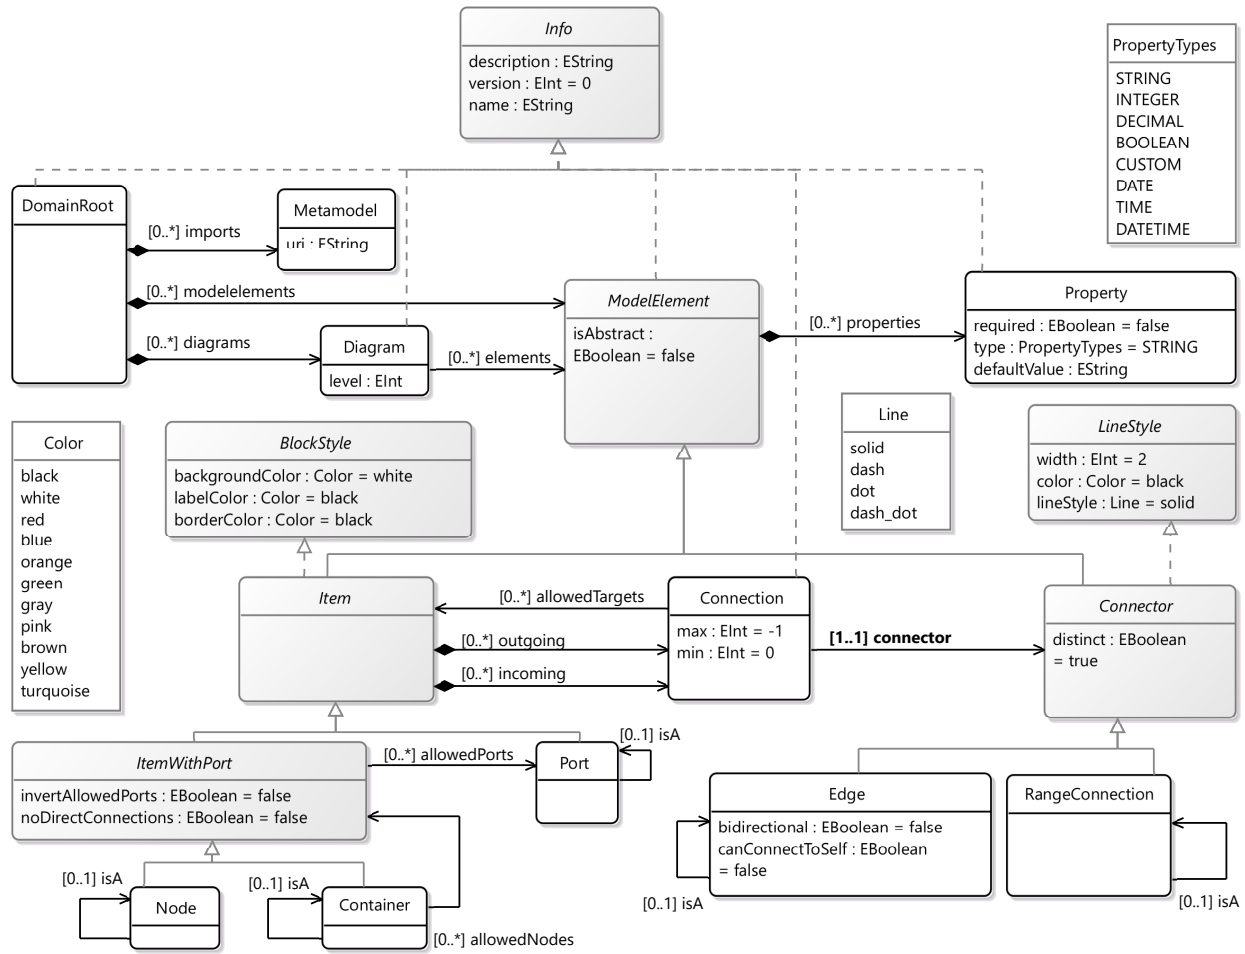 Info
description : EString
version : EInt = 0
name : EString
PropertyTypes
STRING
INTEGER
DECIMAL
BOOLEAN
CUSTOM
DATE
TIME
DATETIME
DomainRoot
[0..*] imports
Metamodel
uri : EString
[0..*] modelelements
[0..*] diagrams
Diagram
level : EInt
[0..*] elements
ModelElement
isAbstract :
EBoolean = false
[0..*] properties
Property
required : EBoolean = false
type : PropertyTypes = STRING
defaultValue : EString
Color
black
white
red
blue
orange
green
gray
pink
brown
yellow
turquoise
BlockStyle
backgroundColor : Color = white
labelColor : Color = black
borderColor : Color = black
Line
solid
dash
dot
dash_dot
LineStyle
width : EInt = 2
color : Color = black
lineStyle : Line = solid
Item
[0..*] allowedTargets
[0..*] outgoing
[0..*] incoming
Connection
max : EInt = -1
min : EInt = 0
[1..1] connector
Connector
distinct : EBoolean
= true
ItemWithPort
invertAllowedPorts : EBoolean = false
noDirectConnections : EBoolean = false
[0..*] allowedPorts
Port
[0..1] isA
Edge
bidirectional : EBoolean = false
canConnectToSelf : EBoolean
= false
[0..1] isA
RangeConnection
[0..1] isA
[0..1] isA
Node
[0..1] isA
Container
[0..*] allowedNodes